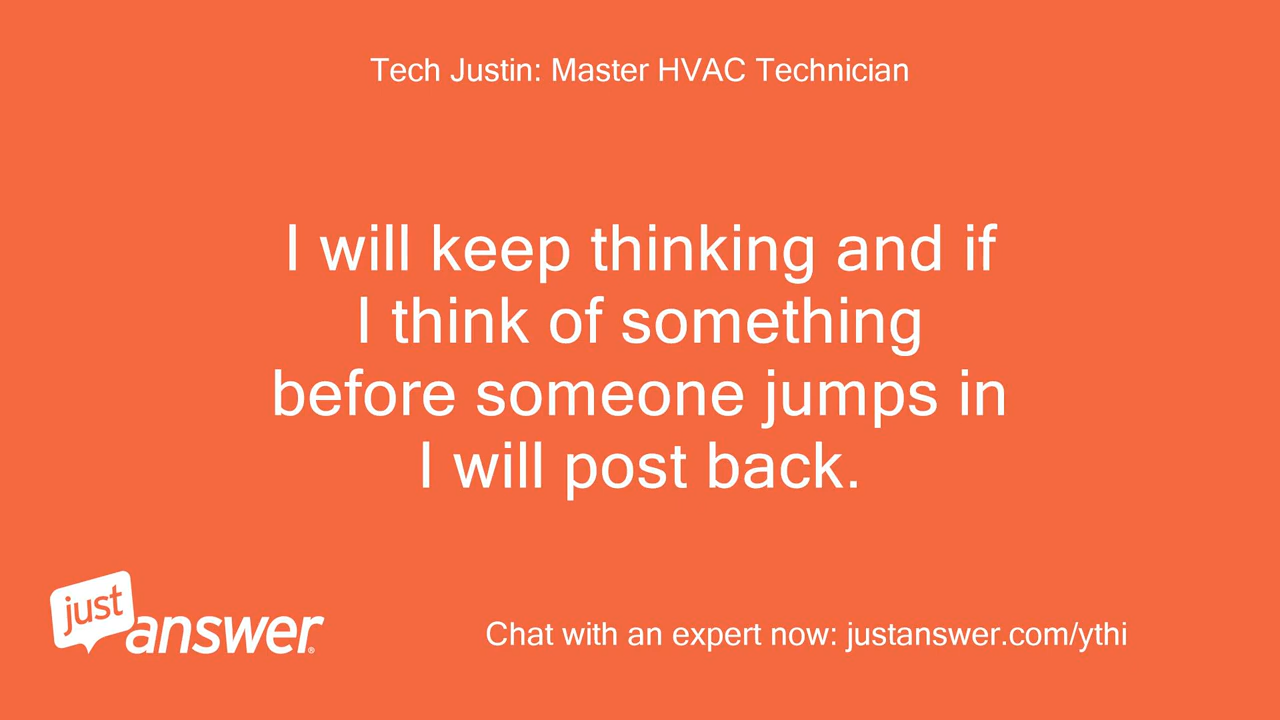 Tech Justin: Master HVAC Technician
I will keep thinking and if
I think of something
before someone jumps in
I will post back.
just
answer®
Chat with an expert now: justanswer.com/ythi